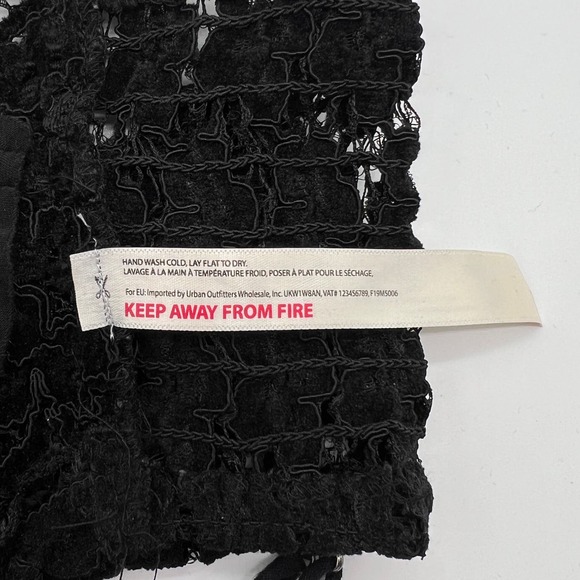 HAND WASH COLD, LAY FLAT TO DRY.
LAVAGE À LA MAIN À TEMPÉRATURE FROID, POSER À PLAT POUR LE SÉCHAGE,
For EU: Imported by Urban Outfitters Wholesale, Inc. UKW1W8AN, VAT# 123456789, F19M5006
KEEP AWAY FROM FIRE